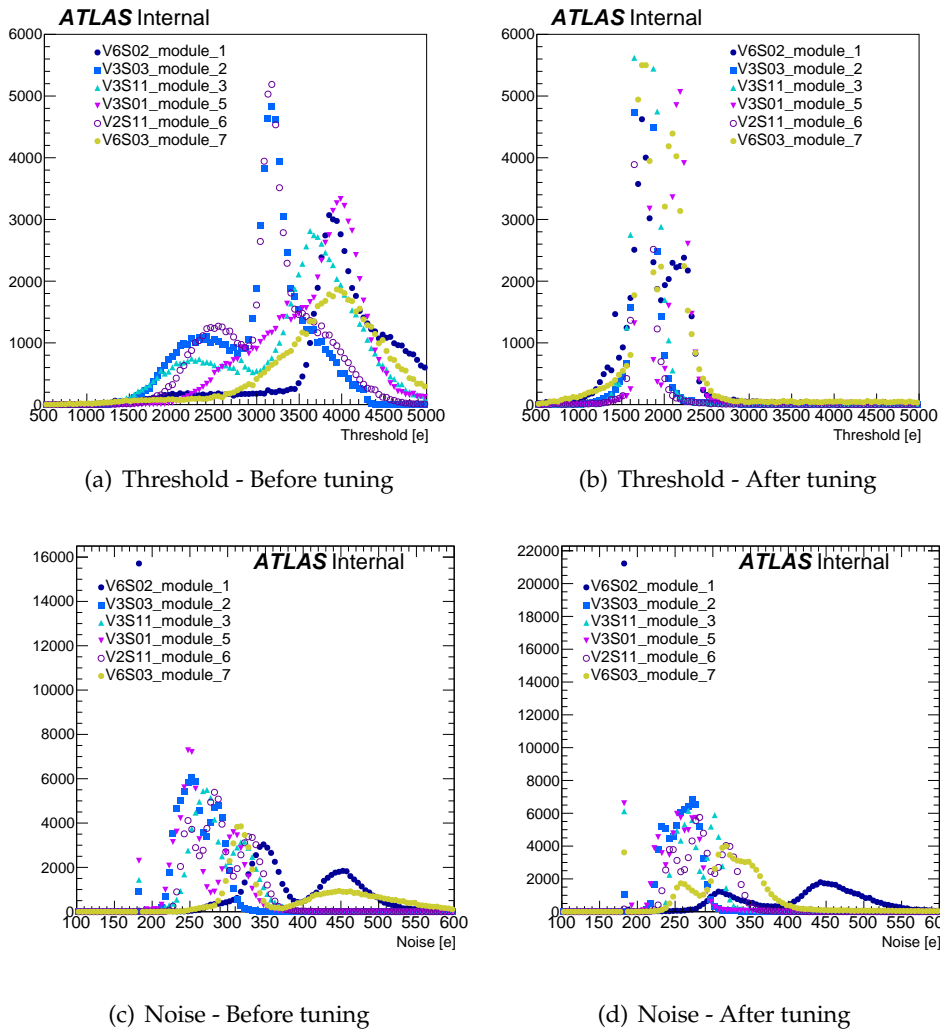 ATLAS Internal
6000
5000
4000
3000
2000
1000
0
V6S02_module_1
V3S03_module_2
V3S11_module_3
V3S01_module_5
V2S11_module_6
V6S03_module_7
500 1000 1500 2000 2500 3000 3500 4000 4500 5000
Threshold [e]
(a) Threshold - Before tuning
ATLAS Internal
6000
5000
4000
3000
2000
1000
0
V6S02_module_1
V3S03_module_2
V3S11_module_3
V3S01_module_5
V2S11_module_6
V6S03_module_7
500 1000 1500 2000 2500 3000 3500 4000 4500 5000
Threshold [e]
(b) Threshold - After tuning
ATLAS Internal
16000
14000
12000
10000
8000
6000
4000
2000
0
V6S02_module_1
V3S03_module_2
V3S11_module_3
V3S01_module_5
V2S11_module_6
V6S03_module_7
100 150 200 250 300 350 400 450 500 550 600
Noise [e]
(c) Noise - Before tuning
ATLAS Internal
22000
20000
18000
16000
14000
12000
10000
8000
6000
4000
2000
0
V6S02_module_1
V3S03_module_2
V3S11_module_3
V3S01_module_5
V2S11_module_6
V6S03_module_7
100 150 200 250 300 350 400 450 500 550 600
Noise [e]
(d) Noise - After tuning